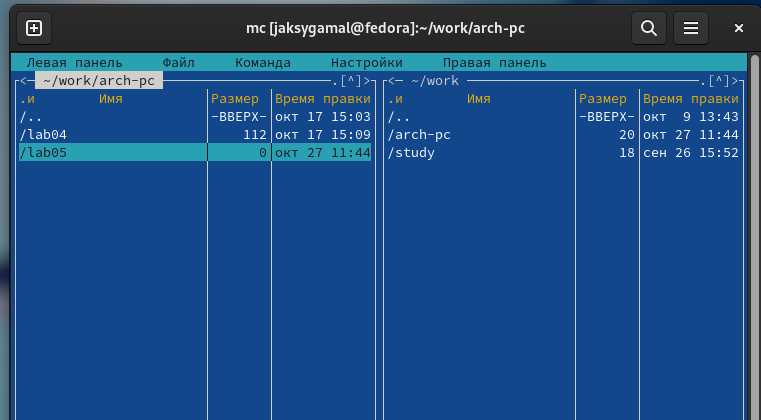 mc [jaksygamal@fedora]:~/work/arch-pc
Левая панель Файл Команда Настройки Правая панель
<─ ~/work/arch-pc .[^]> <─ ~/work .[^]>
.и Имя Размер Время правки .и Имя Размер Время правки
/.. -ВВЕРХ- окт 17 15:03 /.. -ВВЕРХ- окт 9 13:43
/lab04 112 окт 17 15:09 /arch-pc 20 окт 27 11:44
/lab05 0 окт 27 11:44 /study 18 сен 26 15:52